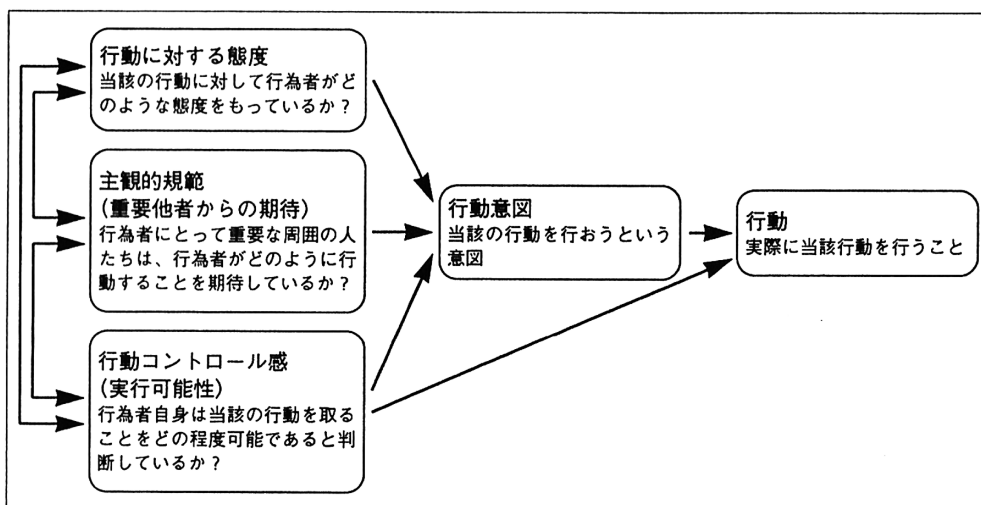 行動に対する態度
当該の行動に対して行為者がど
のような態度をもっているか？
主観的規範
(重要他者からの期待)
行為者にとって重要な周囲の人
たちは、行為者がどのように行
動することを期待しているか？
行動コントロール感
(実行可能性)
行為者自身は当該の行動を取る
ことをどの程度可能であると判
断しているか？
行動意図
当該の行動を行おうという
意図
行動
実際に当該行動を行うこと